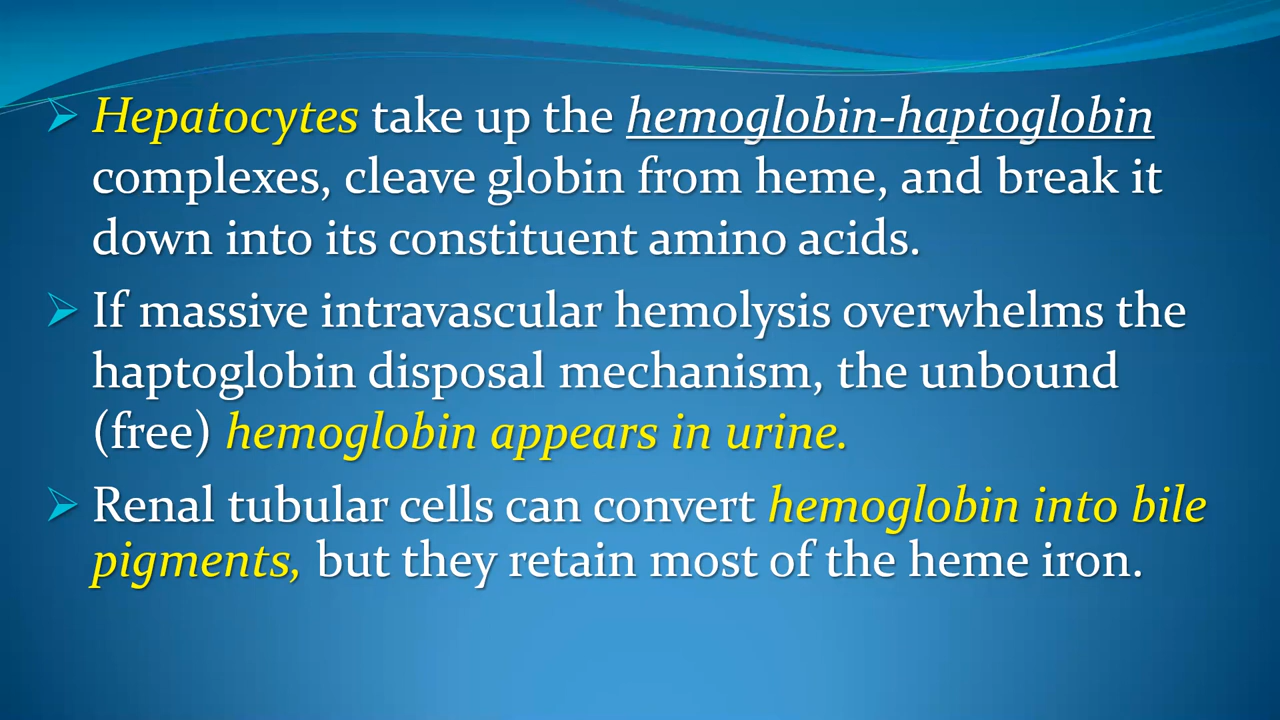 Hepatocytes take up the hemoglobin-haptoglobin
complexes, cleave globin from heme, and break it
down into its constituent amino acids.
If massive intravascular hemolysis overwhelms the
haptoglobin disposal mechanism, the unbound
(free) hemoglobin appears in urine.
Renal tubular cells can convert hemoglobin into bile
pigments, but they retain most of the heme iron.